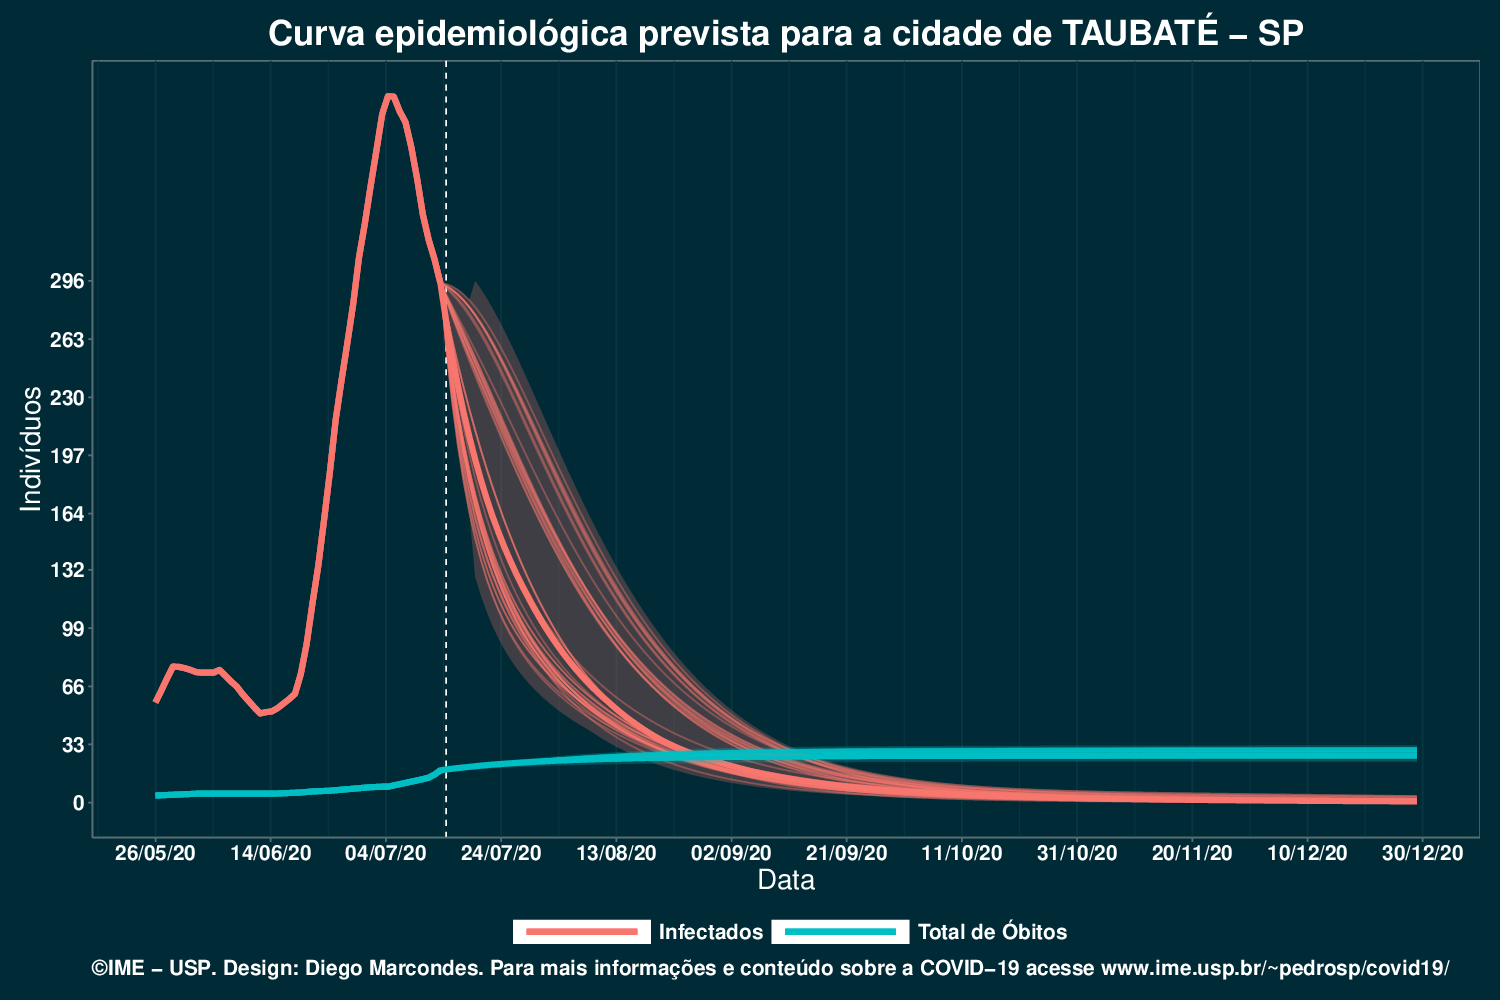 Curva epidemiológica prevista para a cidade de TAUBATÉ – SP
Indivíduos
296
263
230
197
164
132
99
66
33
0
26/05/20 14/06/20 04/07/20 24/07/20 13/08/20 02/09/20 21/09/20 11/10/20 31/10/20 20/11/20 10/12/20 30/12/20
Data
Infectados Total de Óbitos
©IME – USP. Design: Diego Marcondes. Para mais informações e conteúdo sobre a COVID–19 acesse www.ime.usp.br/~pedrosp/covid19/